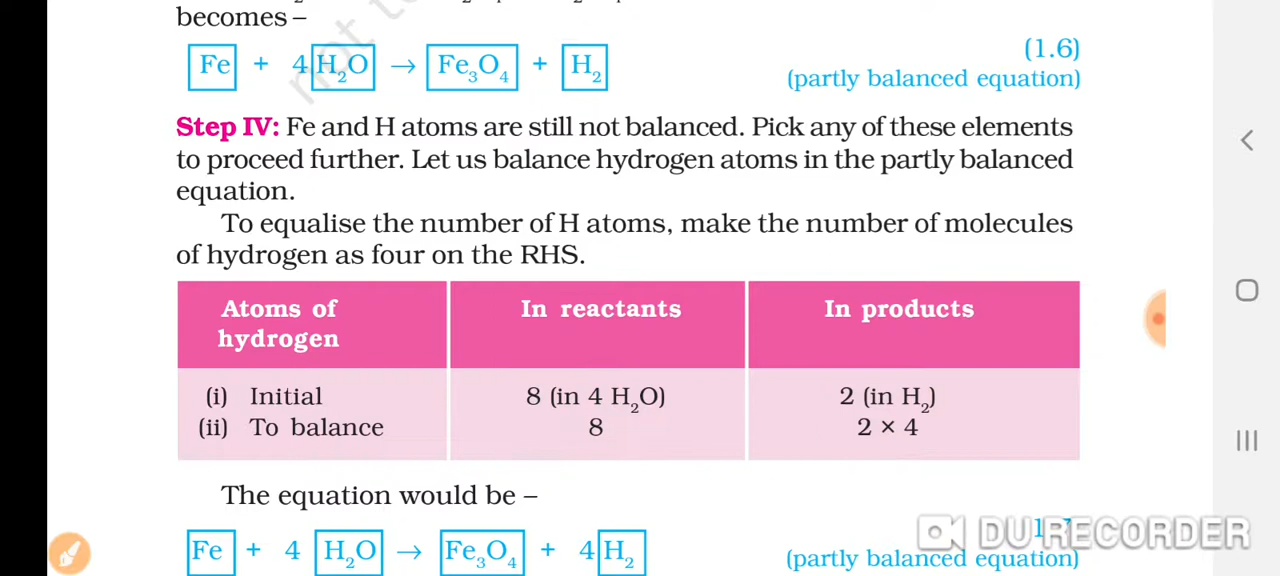 becomes –
Fe + 4 H₂O → Fe₃O₄ + H₂ (1.6)
(partly balanced equation)
Step IV: Fe and H atoms are still not balanced. Pick any of these elements
to proceed further. Let us balance hydrogen atoms in the partly balanced
equation.
To equalise the number of H atoms, make the number of molecules
of hydrogen as four on the RHS.
Atoms of
hydrogen
In reactants
In products
(i) Initial 8 (in 4 H₂O) 2 (in H₂)
(ii) To balance 8 2 × 4
The equation would be –
Fe + 4 H₂O → Fe₃O₄ + 4 H₂
(partly balanced equation)
DU RECORDER